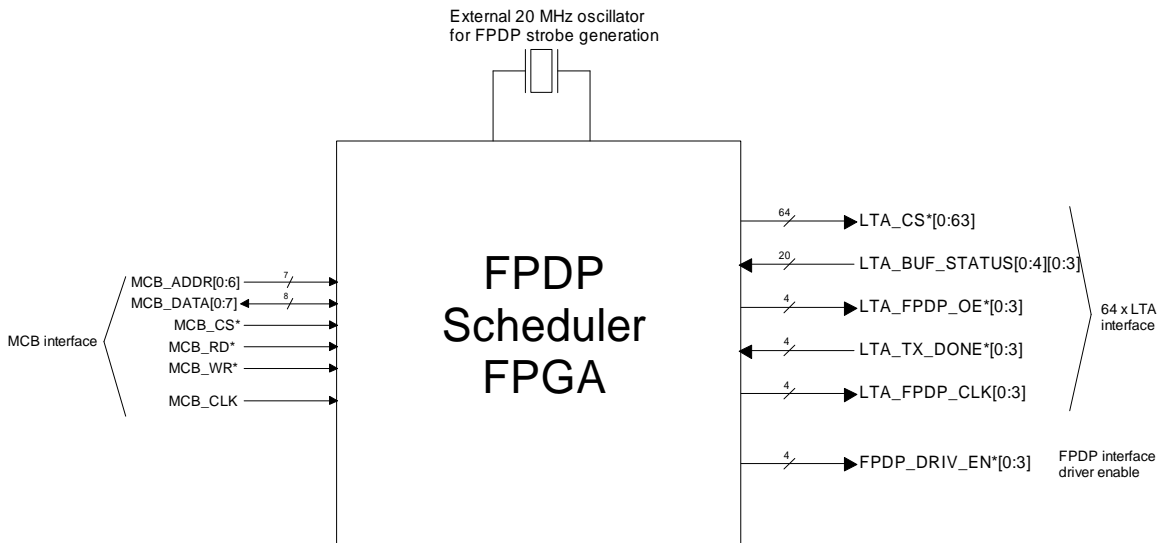 External 20 MHz oscillator
for FPDP strobe generation
FPDP
Scheduler
FPGA
MCB interface
MCB_ADDR[0:6]
7
MCB_DATA[0:7]
8
MCB_CS*
MCB_RD*
MCB_WR*
MCB_CLK
64
LTA_CS*[0:63]
20
LTA_BUF_STATUS[0:4][0:3]
4
LTA_FPDP_OE*[0:3]
4
LTA_TX_DONE*[0:3]
4
LTA_FPDP_CLK[0:3]
64 x LTA
interface
4
FPDP_DRIV_EN*[0:3]
FPDP interface
driver enable